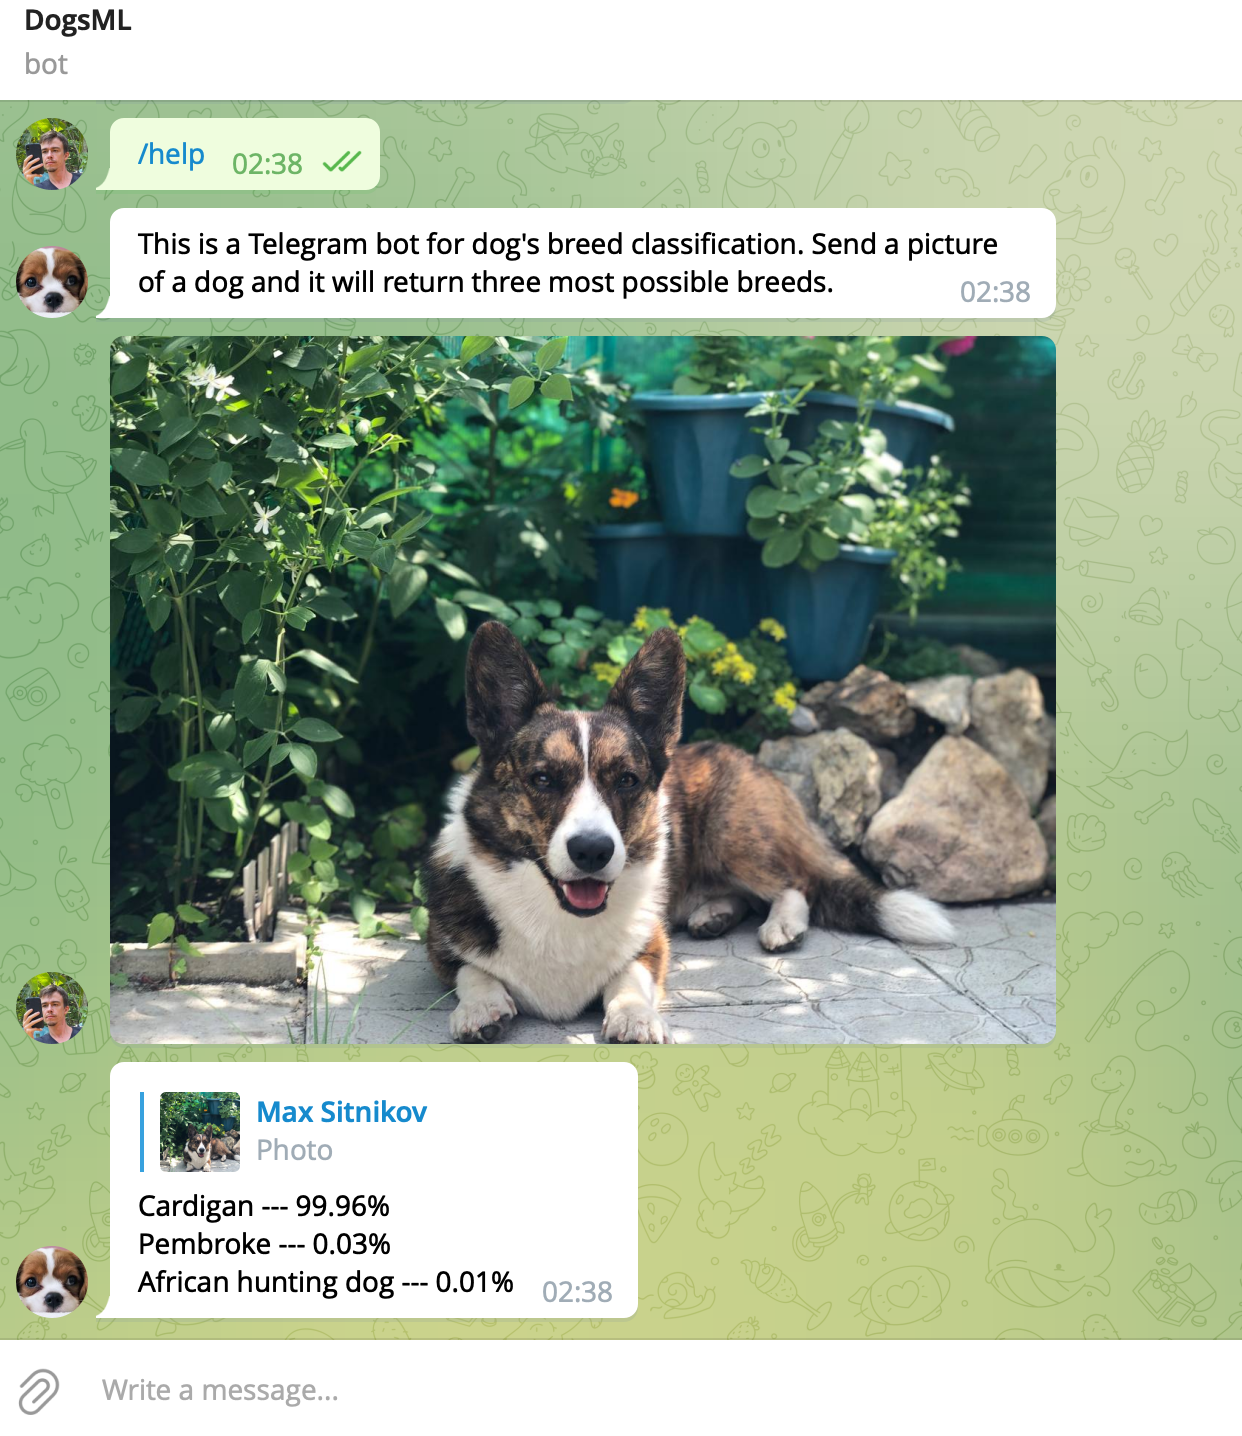 DogsML
bot
/help 02:38
This is a Telegram bot for dog's breed classification. Send a picture
of a dog and it will return three most possible breeds. 02:38
Max Sitnikov
Photo
Cardigan --- 99.96%
Pembroke --- 0.03%
African hunting dog --- 0.01% 02:38
Write a message...